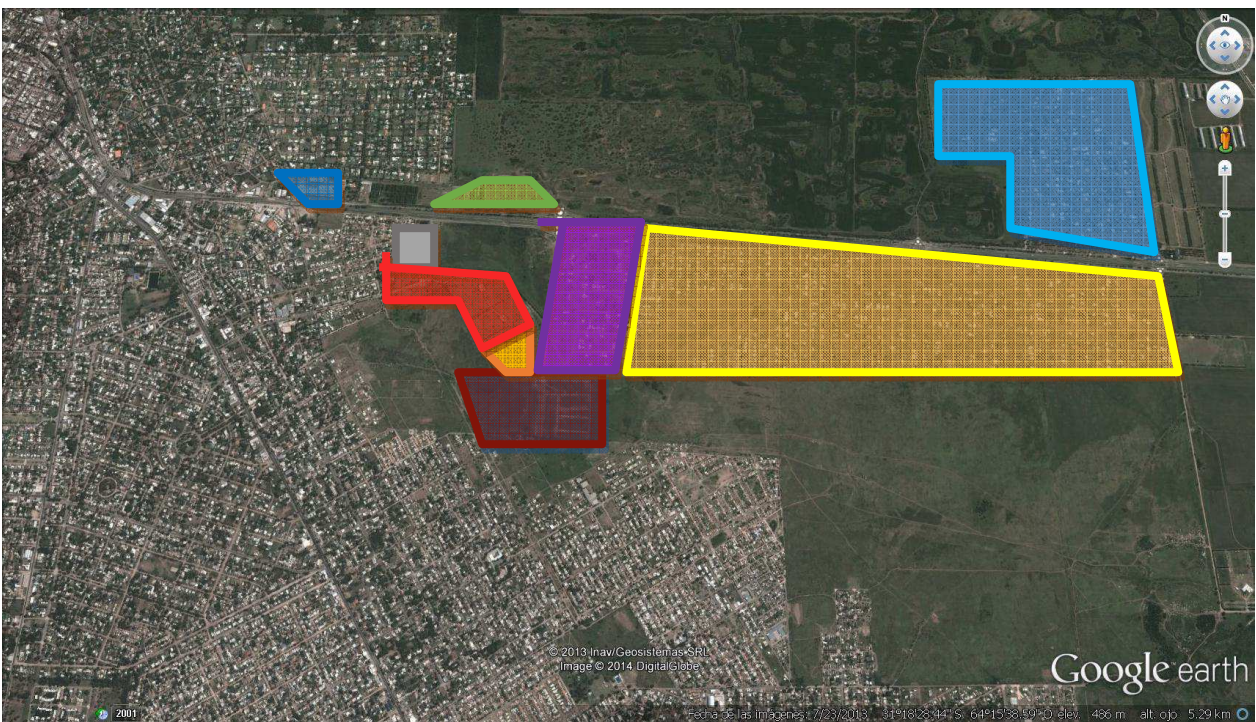 N
© 2013 Inav/Geosistemas SRL
Image © 2014 DigitalGlobe
Google earth
2001
Fecha de las imágenes: 7/23/2013 31°18'28.44"S 64°15'38.59"O elev. 486 m alt. ojo 5.29 km